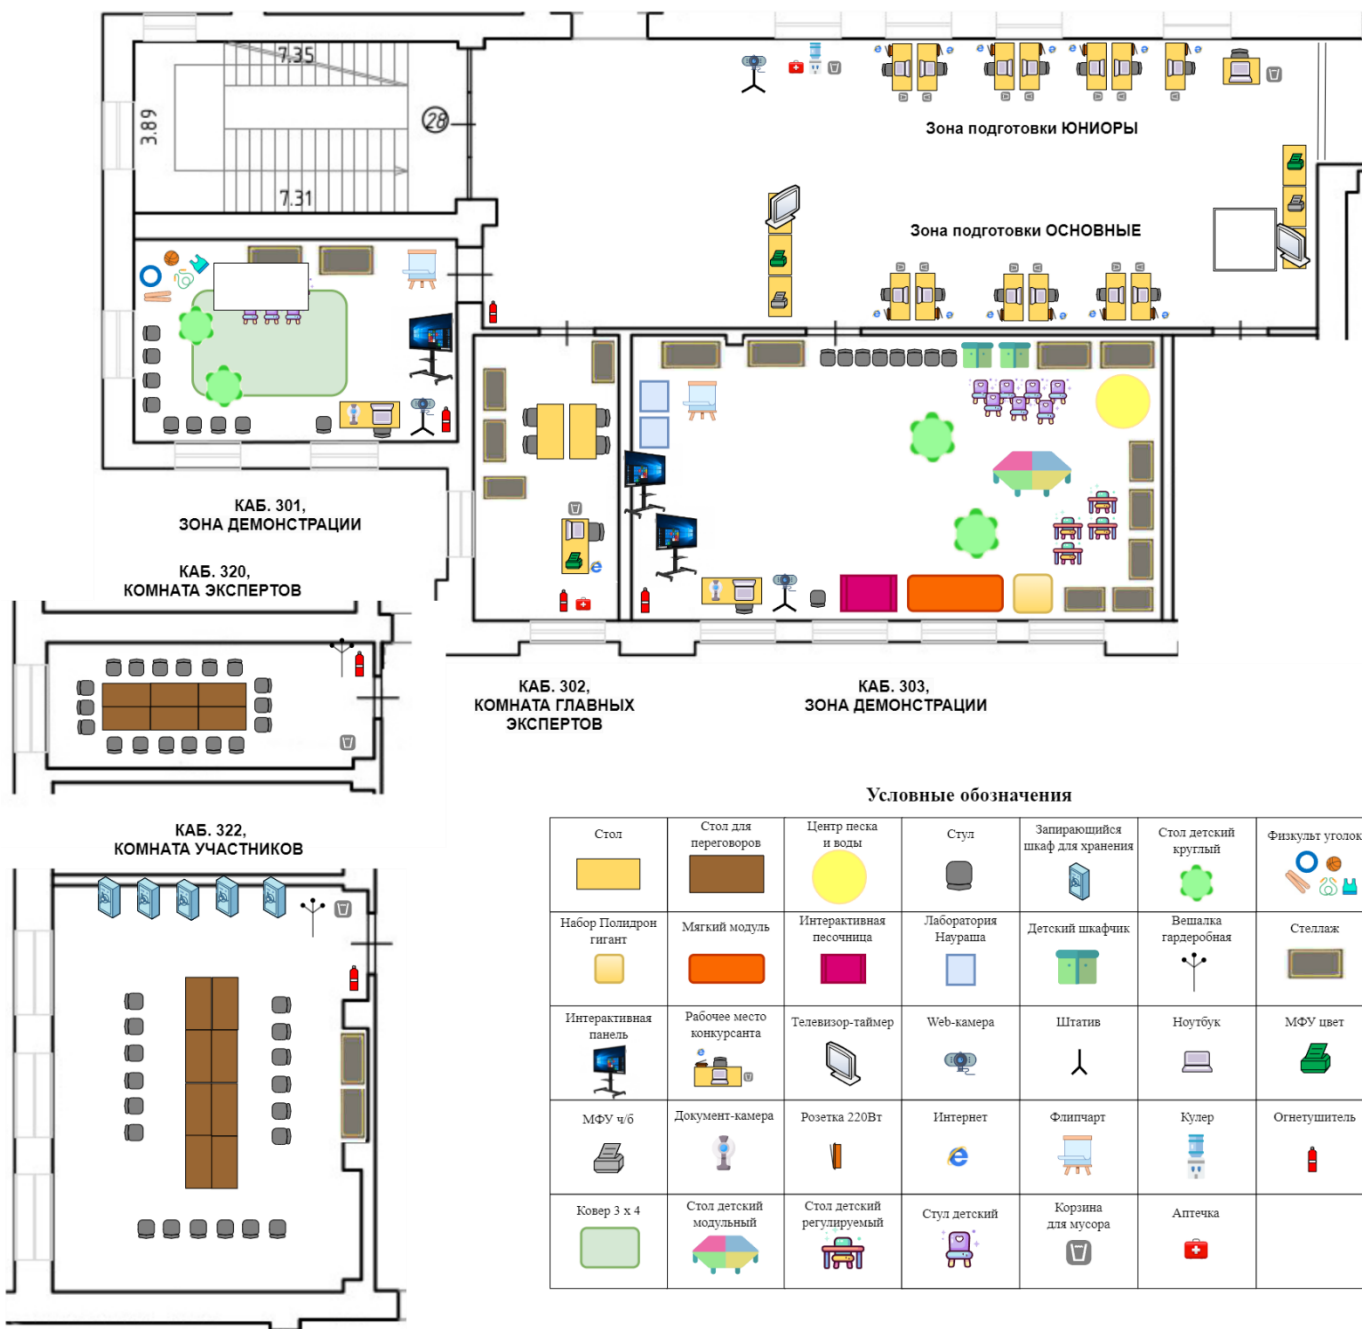 7.35
3.89
28
7.31
Зона подготовки ЮНИОРЫ
Зона подготовки ОСНОВНЫЕ
КАБ. 301,
ЗОНА ДЕМОНСТРАЦИИ
КАБ. 320,
КОМНАТА ЭКСПЕРТОВ
КАБ. 302,
КОМНАТА ГЛАВНЫХ
ЭКСПЕРТОВ
КАБ. 303,
ЗОНА ДЕМОНСТРАЦИИ
КАБ. 322,
КОМНАТА УЧАСТНИКОВ
Условные обозначения
Стол
Стол для
переговоров
Центр песка
и воды
Стул
Запирающийся
шкаф для хранения
Стол детский
круглый
Физкульт уголок
Набор Полидрон
гигант
Мягкий модуль
Интерактивная
песочница
Лаборатория
Наураша
Детский шкафчик
Вешалка
гардеробная
Стеллаж
Интерактивная
панель
Рабочее место
конкурсанта
Телевизор-таймер
Web-камера
Штатив
Ноутбук
МФУ цвет
МФУ ч/б
Документ-камера
Розетка 220Вт
Интернет
Флипчарт
Кулер
Огнетушитель
Ковер 3 х 4
Стол детский
модульный
Стол детский
регулируемый
Стул детский
Корзина
для мусора
Аптечка